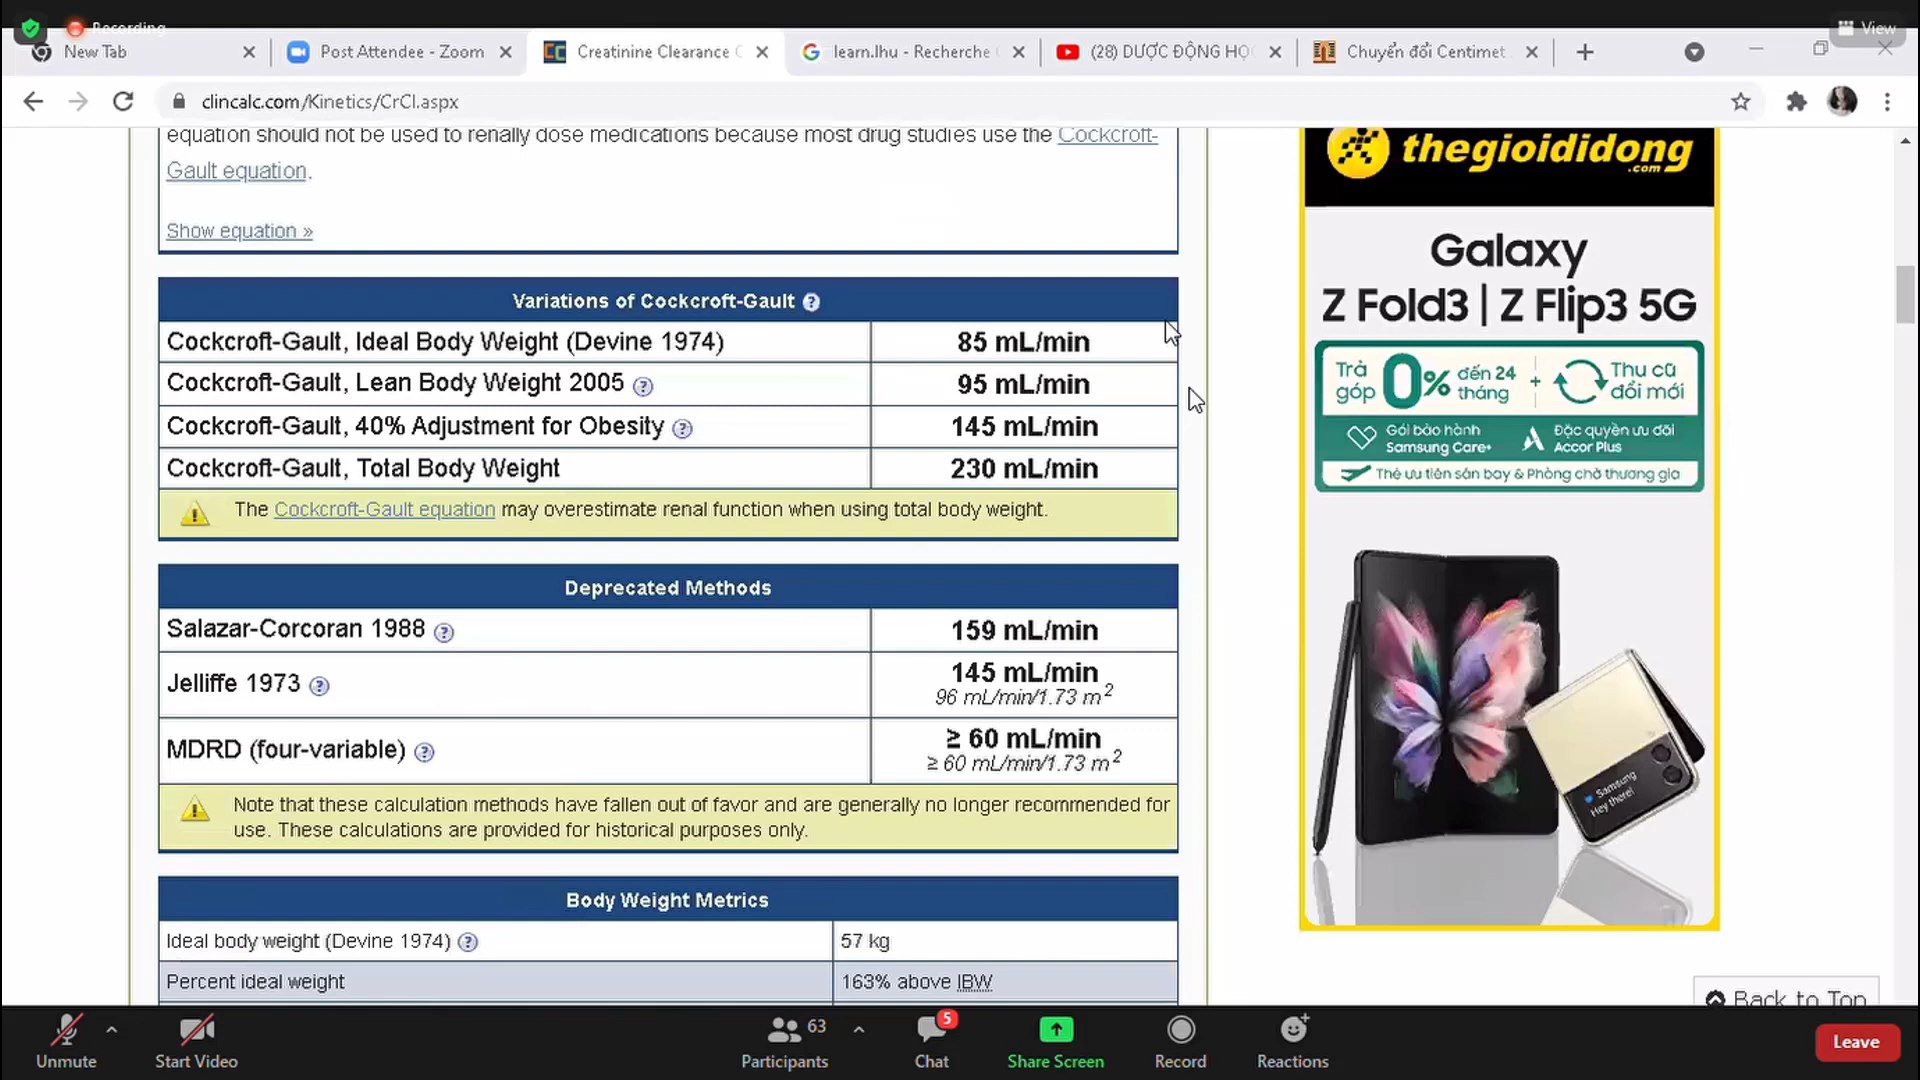 Recording
View
New Tab
Post Attendee - Zoom
Creatinine Clearance C
learn.lhu - Recherche
(28) DƯỢC ĐỘNG HỌ
Chuyển đổi Centimet
clincalc.com/Kinetics/CrCl.aspx
equation should not be used to renally dose medications because most drug studies use the Cockcroft-
Gault equation.
Show equation »
Variations of Cockcroft-Gault ?
Cockcroft-Gault, Ideal Body Weight (Devine 1974) 85 mL/min
Cockcroft-Gault, Lean Body Weight 2005 ? 95 mL/min
Cockcroft-Gault, 40% Adjustment for Obesity ? 145 mL/min
Cockcroft-Gault, Total Body Weight 230 mL/min
The Cockcroft-Gault equation may overestimate renal function when using total body weight.
Deprecated Methods
Salazar-Corcoran 1988 ? 159 mL/min
Jelliffe 1973 ? 145 mL/min
96 mL/min/1.73 m²
MDRD (four-variable) ? ≥ 60 mL/min
≥ 60 mL/min/1.73 m²
Note that these calculation methods have fallen out of favor and are generally no longer recommended for
use. These calculations are provided for historical purposes only.
Body Weight Metrics
Ideal body weight (Devine 1974) ? 57 kg
Percent ideal weight 163% above IBW
thegioididong
.com
Galaxy
Z Fold3 | Z Flip3 5G
Trả góp 0% đến 24 tháng + Thu cũ đổi mới
Gói bảo hành Samsung Care+
Đặc quyền ưu đãi Accor Plus
Thẻ ưu tiên sân bay & Phòng chờ thương gia
Samsung
Hey there!
Back to Top
Unmute
Start Video
63
Participants
5
Chat
Share Screen
Record
Reactions
Leave